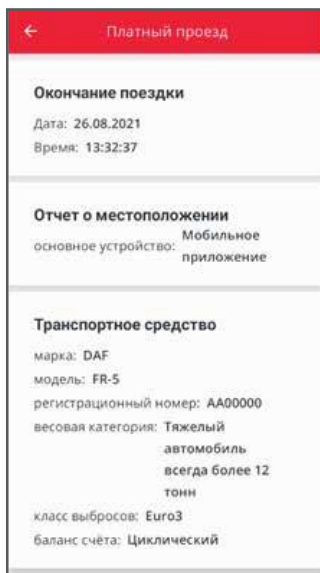 Платный проезд
Окончание поездки
Дата: 26.08.2021
Время: 13:32:37
Отчет о местоположении
основное устройство: Мобильное
приложение
Транспортное средство
марка: DAF
модель: FR-5
регистрационный номер: AA00000
весовая категория: Тяжелый
автомобиль
всегда более 12
тонн
класс выбросов: Euro3
баланс счёта: Циклический